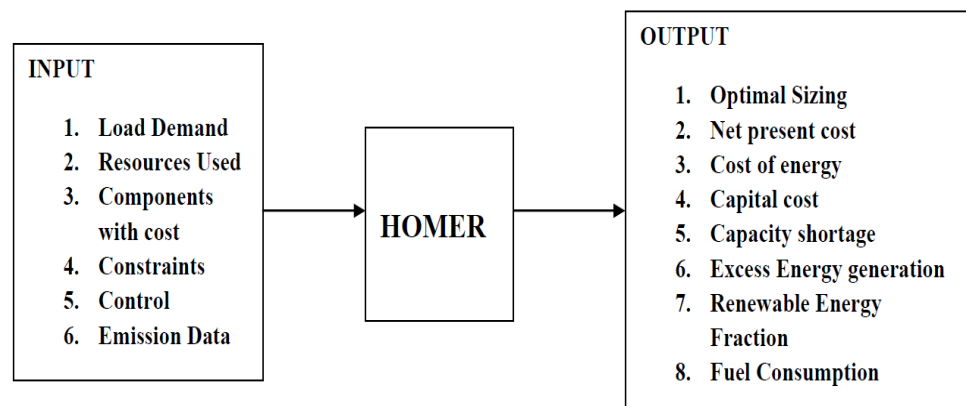 INPUT
1. Load Demand
2. Resources Used
3. Components
with cost
4. Constraints
5. Control
6. Emission Data
HOMER
OUTPUT
1. Optimal Sizing
2. Net present cost
3. Cost of energy
4. Capital cost
5. Capacity shortage
6. Excess Energy generation
7. Renewable Energy
Fraction
8. Fuel Consumption